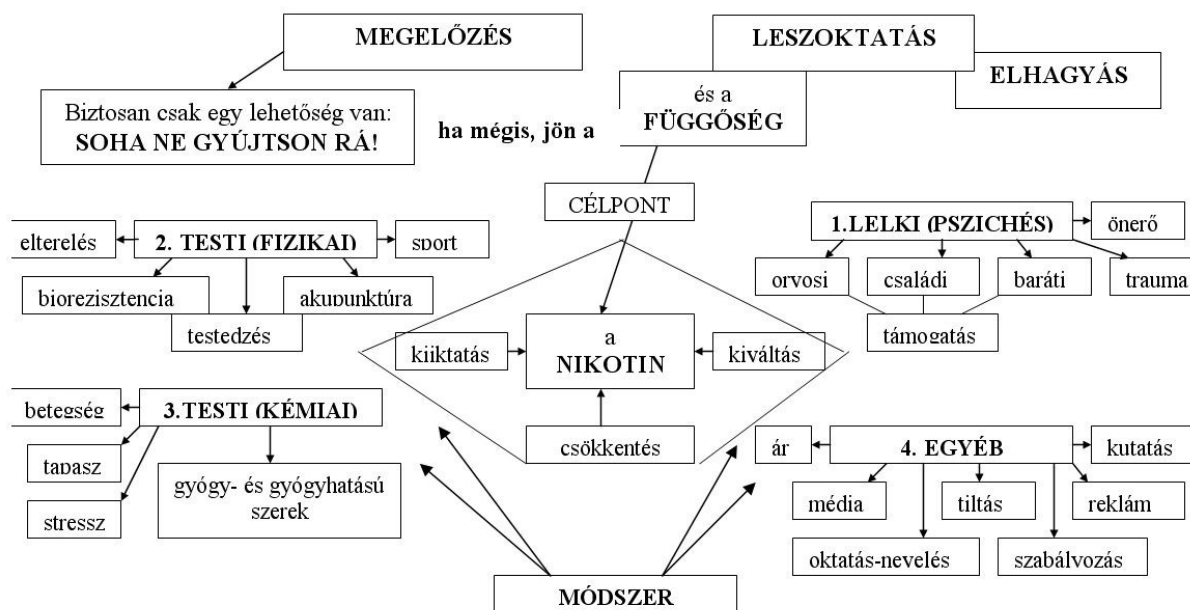 MEGELŐZÉS
LESZOKTATÁS
ELHAGYÁS
Biztosan csak egy lehetőség van:
SOHA NE GYÚJTSON RÁ!
ha mégis, jön a
és a
FÜGGŐSÉG
CÉLPONT
elterelés
2. TESTI (FIZIKAI)
sport
biorezisztencia
akupunktúra
testedzés
1.LELKI (PSZICHÉS)
önerő
orvosi
családi
baráti
trauma
támogatás
kiiktatás
a
NIKOTIN
kiváltás
csökkentés
betegség
3.TESTI (KÉMIAI)
tapasz
stressz
gyógy- és gyógyhatású
szerek
ár
4. EGYÉB
kutatás
média
tiltás
reklám
oktatás-nevelés
szabályozás
MÓDSZER